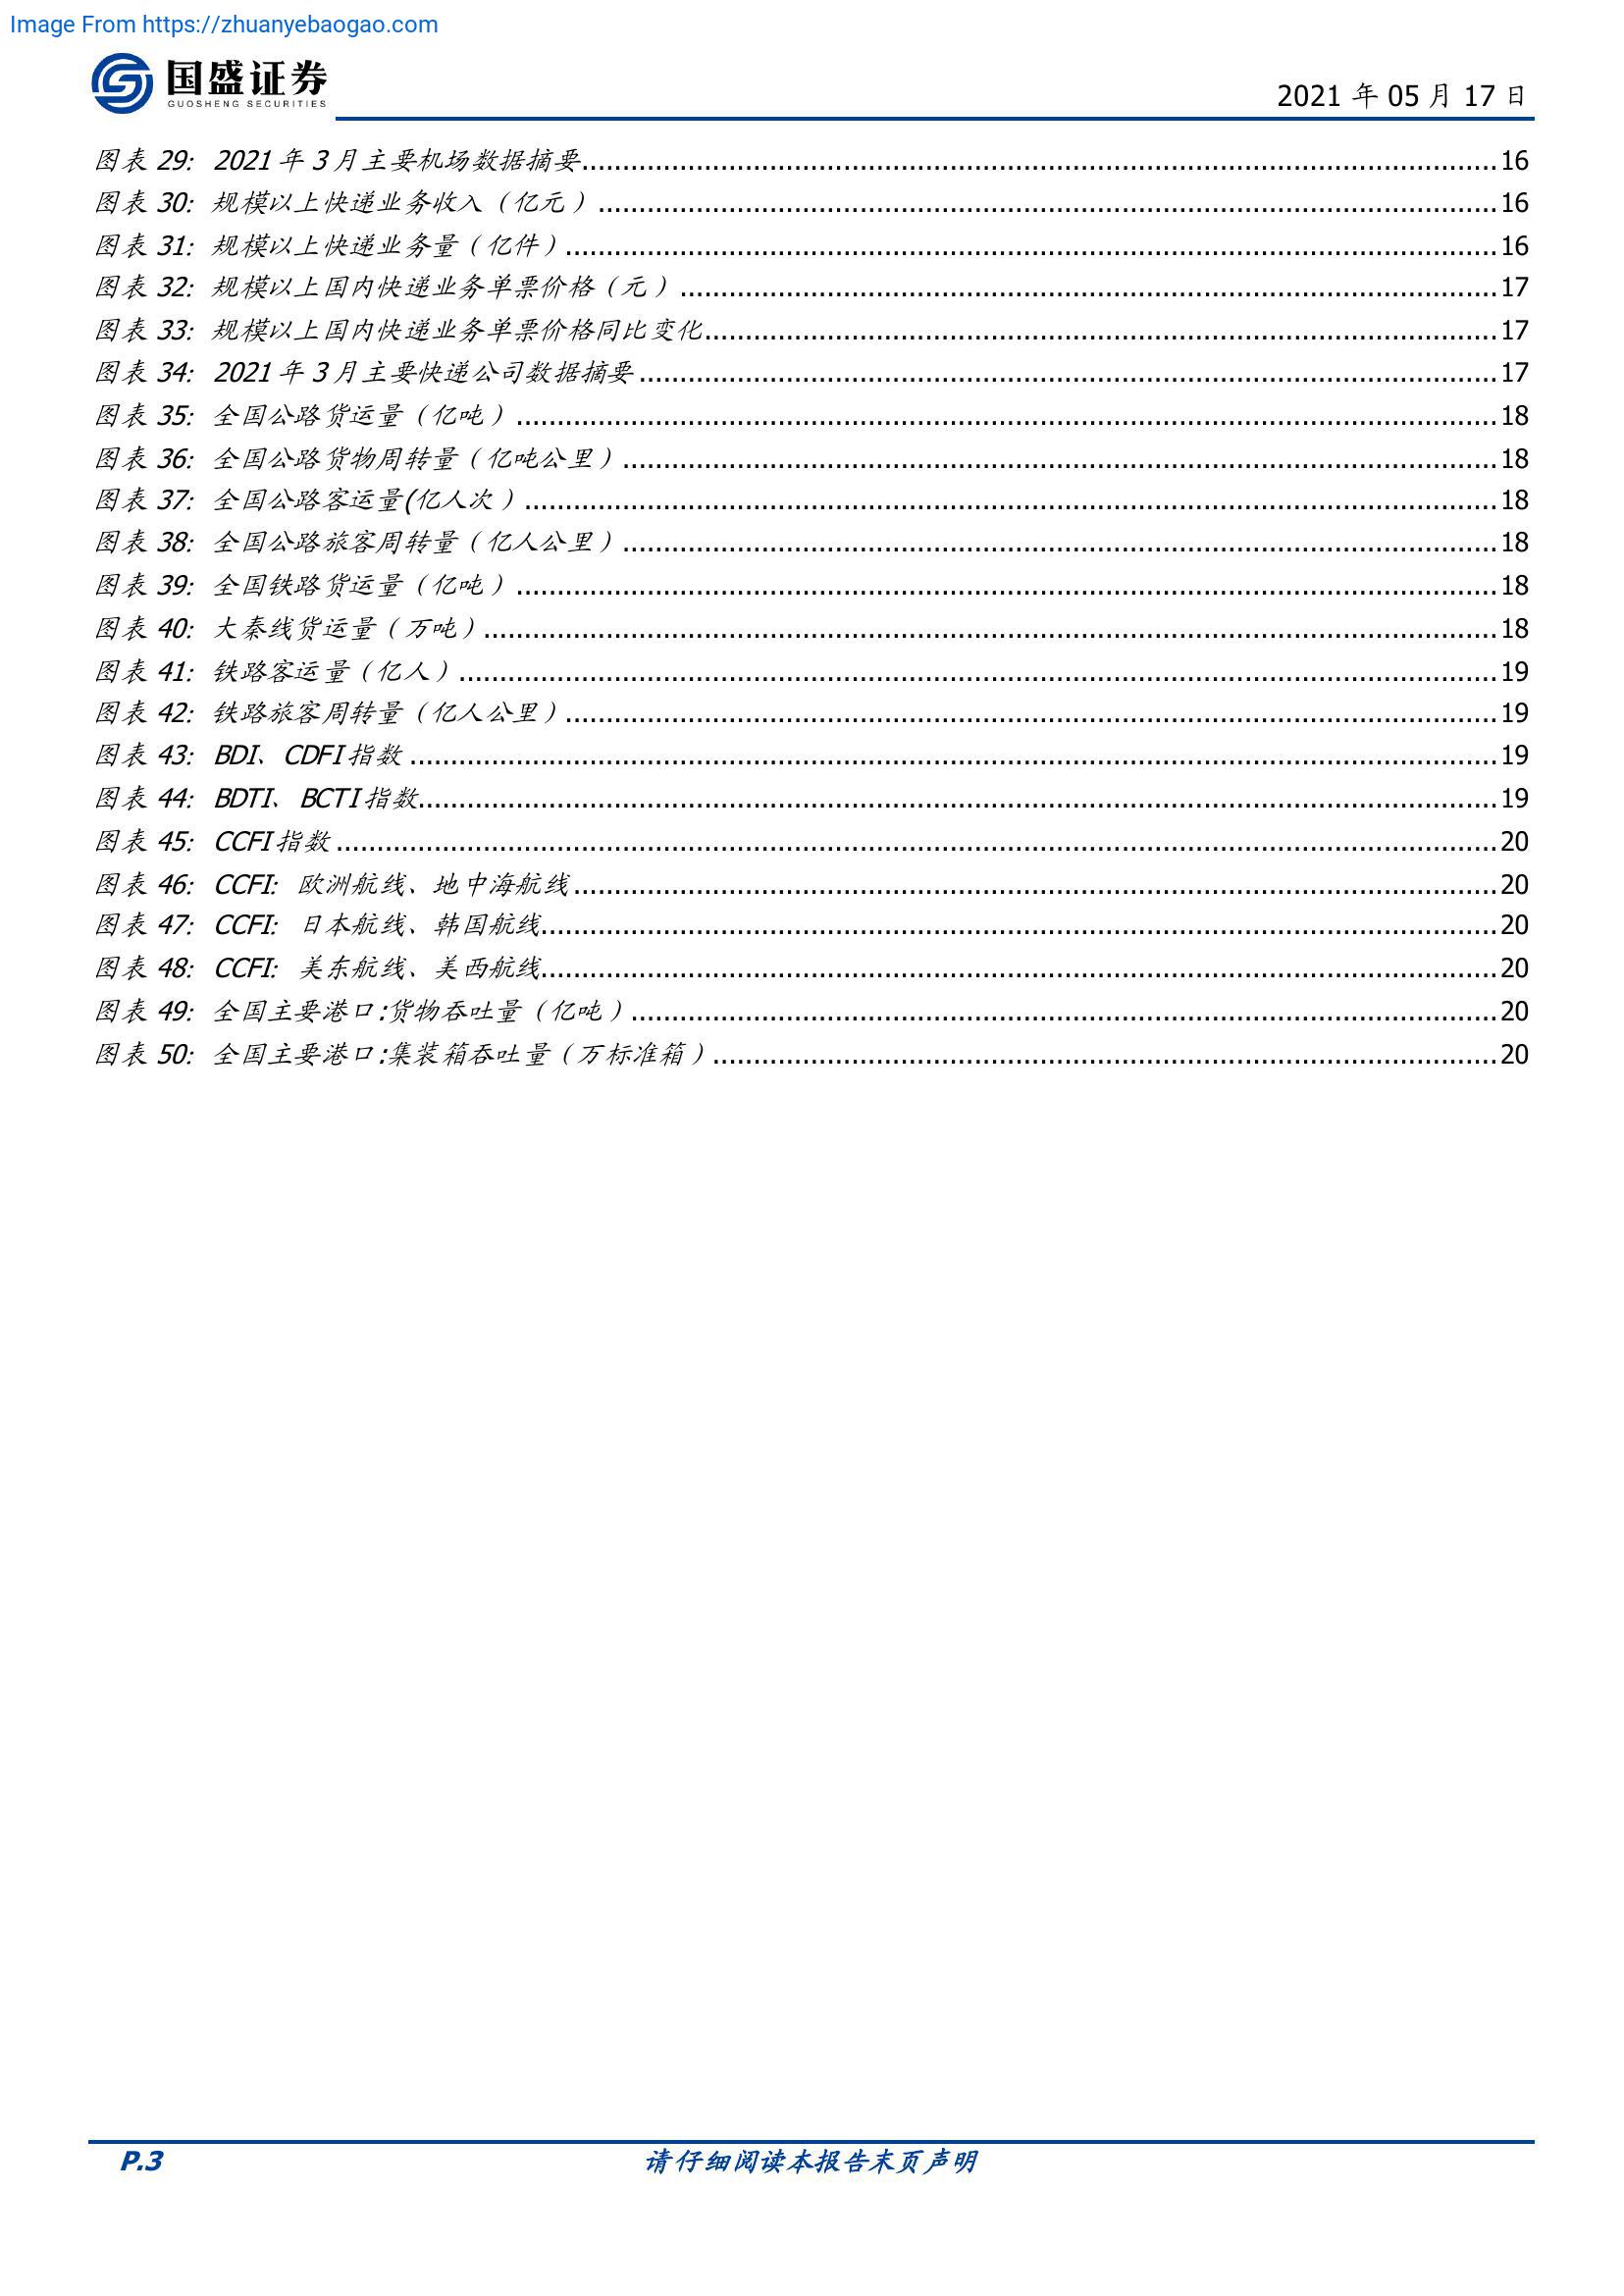 Image From https://zhuanyebaogao.com
国盛证券
GUOSHENG SECURITIES
2021 年 05 月 17 日
图表 29: 2021 年 3 月主要机场数据摘要 16
图表 30: 规模以上快递业务收入（亿元） 16
图表 31: 规模以上快递业务量（亿件） 16
图表 32: 规模以上国内快递业务单票价格（元） 17
图表 33: 规模以上国内快递业务单票价格同比变化 17
图表 34: 2021 年 3 月主要快递公司数据摘要 17
图表 35: 全国公路货运量（亿吨） 18
图表 36: 全国公路货物周转量（亿吨公里） 18
图表 37: 全国公路客运量(亿人次） 18
图表 38: 全国公路旅客周转量（亿人公里） 18
图表 39: 全国铁路货运量（亿吨） 18
图表 40: 大秦线货运量（万吨） 18
图表 41: 铁路客运量（亿人） 19
图表 42: 铁路旅客周转量（亿人公里） 19
图表 43: BDI、CDFI 指数 19
图表 44: BDTI、BCTI 指数 19
图表 45: CCFI 指数 20
图表 46: CCFI: 欧洲航线、地中海航线 20
图表 47: CCFI: 日本航线、韩国航线 20
图表 48: CCFI: 美东航线、美西航线 20
图表 49: 全国主要港口:货物吞吐量（亿吨） 20
图表 50: 全国主要港口:集装箱吞吐量（万标准箱） 20
P.3 请仔细阅读本报告末页声明